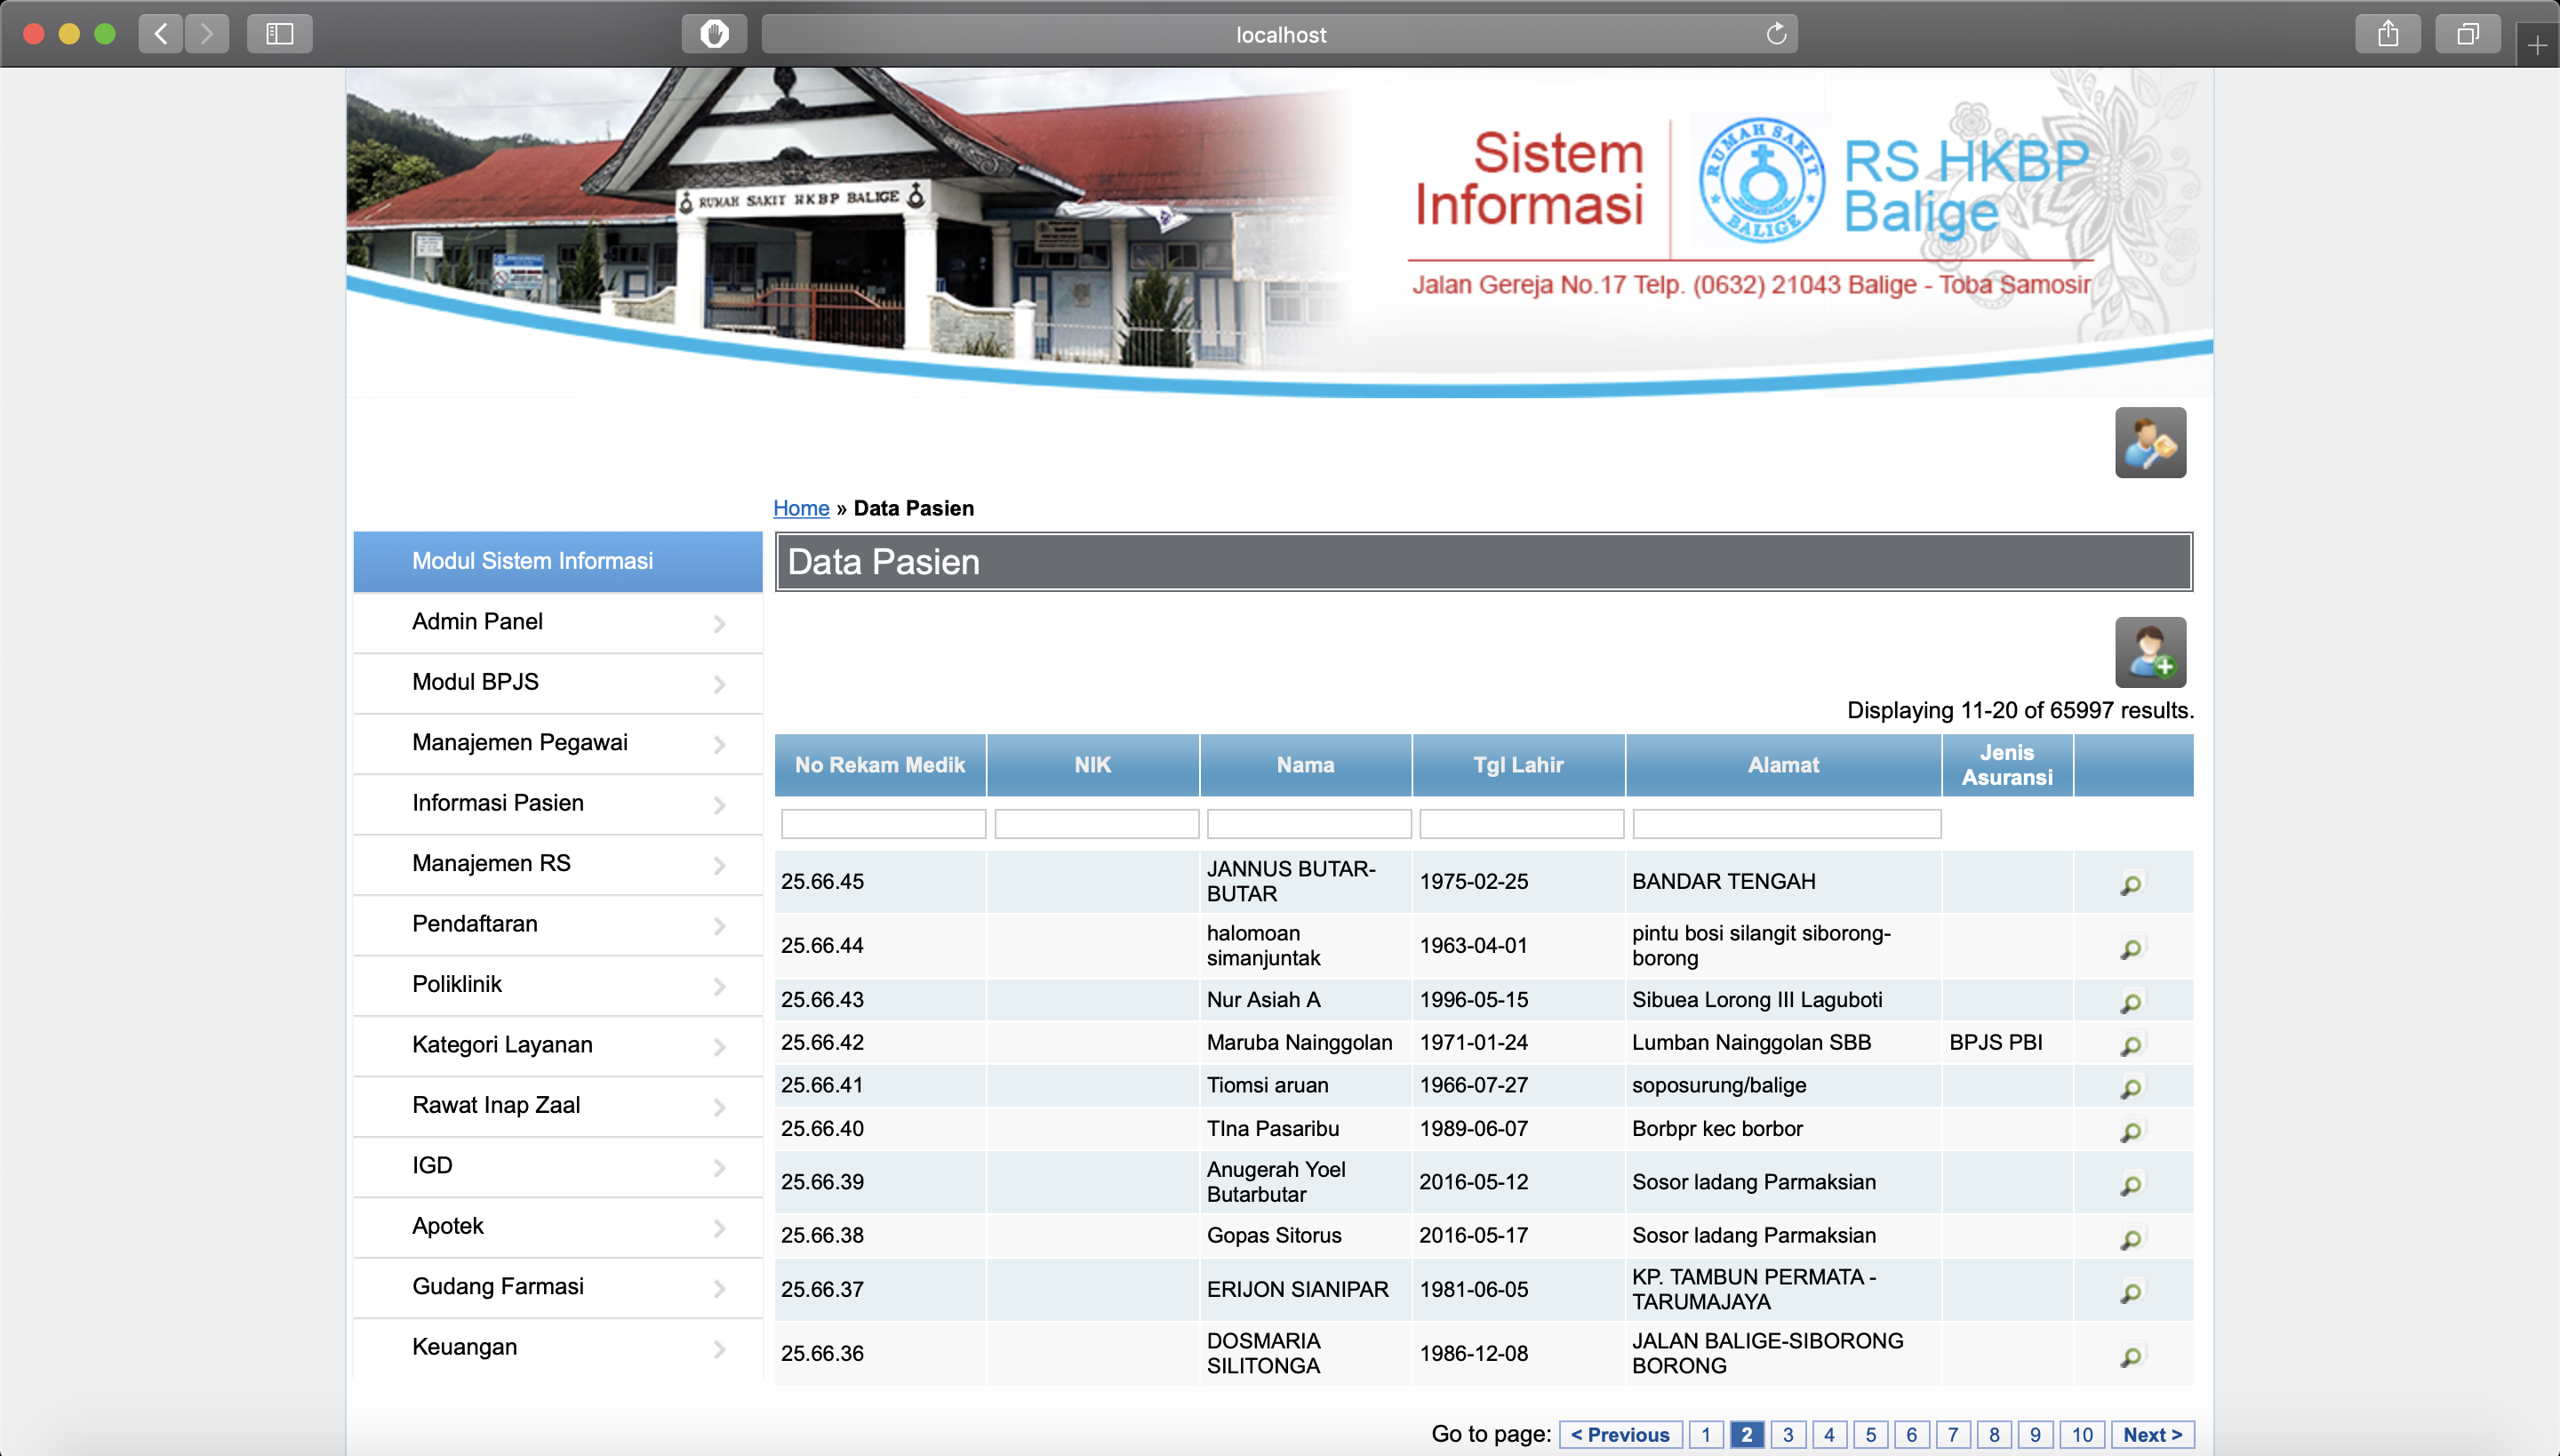 localhost
RUMAH SAKIT HKBP BALIGE
Sistem
Informasi
RUMAH SAKIT
BALIGE
RS HKBP
Balige
Jalan Gereja No.17 Telp. (0632) 21043 Balige - Toba Samosir
Home » Data Pasien
Modul Sistem Informasi
Admin Panel
Modul BPJS
Manajemen Pegawai
Informasi Pasien
Manajemen RS
Pendaftaran
Poliklinik
Kategori Layanan
Rawat Inap Zaal
IGD
Apotek
Gudang Farmasi
Keuangan
Data Pasien
Displaying 11-20 of 65997 results.
No Rekam Medik NIK Nama Tgl Lahir Alamat Jenis Asuransi
25.66.45 JANNUS BUTAR-BUTAR 1975-02-25 BANDAR TENGAH
25.66.44 halomoan simanjuntak 1963-04-01 pintu bosi silangit siborong-borong
25.66.43 Nur Asiah A 1996-05-15 Sibuea Lorong III Laguboti
25.66.42 Maruba Nainggolan 1971-01-24 Lumban Nainggolan SBB BPJS PBI
25.66.41 Tiomsi aruan 1966-07-27 soposurung/balige
25.66.40 TIna Pasaribu 1989-06-07 Borbpr kec borbor
25.66.39 Anugerah Yoel Butarbutar 2016-05-12 Sosor ladang Parmaksian
25.66.38 Gopas Sitorus 2016-05-17 Sosor ladang Parmaksian
25.66.37 ERIJON SIANIPAR 1981-06-05 KP. TAMBUN PERMATA - TARUMAJAYA
25.66.36 DOSMARIA SILITONGA 1986-12-08 JALAN BALIGE-SIBORONG BORONG
Go to page: < Previous 1 2 3 4 5 6 7 8 9 10 Next >